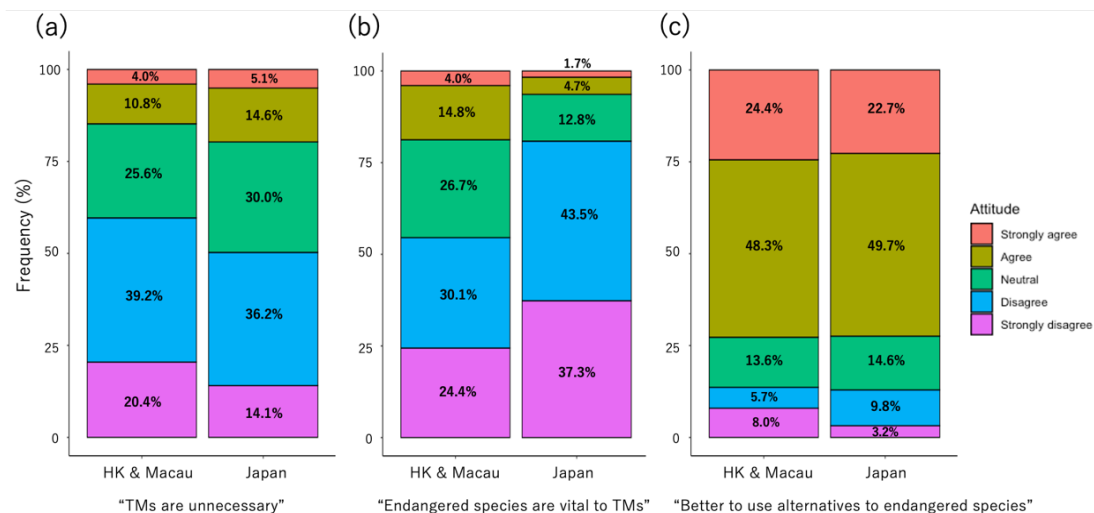 (a)
(b)
(c)
Frequency (%)
100
75
50
25
0
4.0%
10.8%
25.6%
39.2%
20.4%
5.1%
14.6%
30.0%
36.2%
14.1%
HK & Macau
Japan
“TMs are unnecessary”
100
75
50
25
0
4.0%
14.8%
26.7%
30.1%
24.4%
1.7%
4.7%
12.8%
43.5%
37.3%
HK & Macau
Japan
“Endangered species are vital to TMs”
100
75
50
25
0
24.4%
48.3%
13.6%
5.7%
8.0%
22.7%
49.7%
14.6%
9.8%
3.2%
HK & Macau
Japan
“Better to use alternatives to endangered species”
Attitude
Strongly agree
Agree
Neutral
Disagree
Strongly disagree